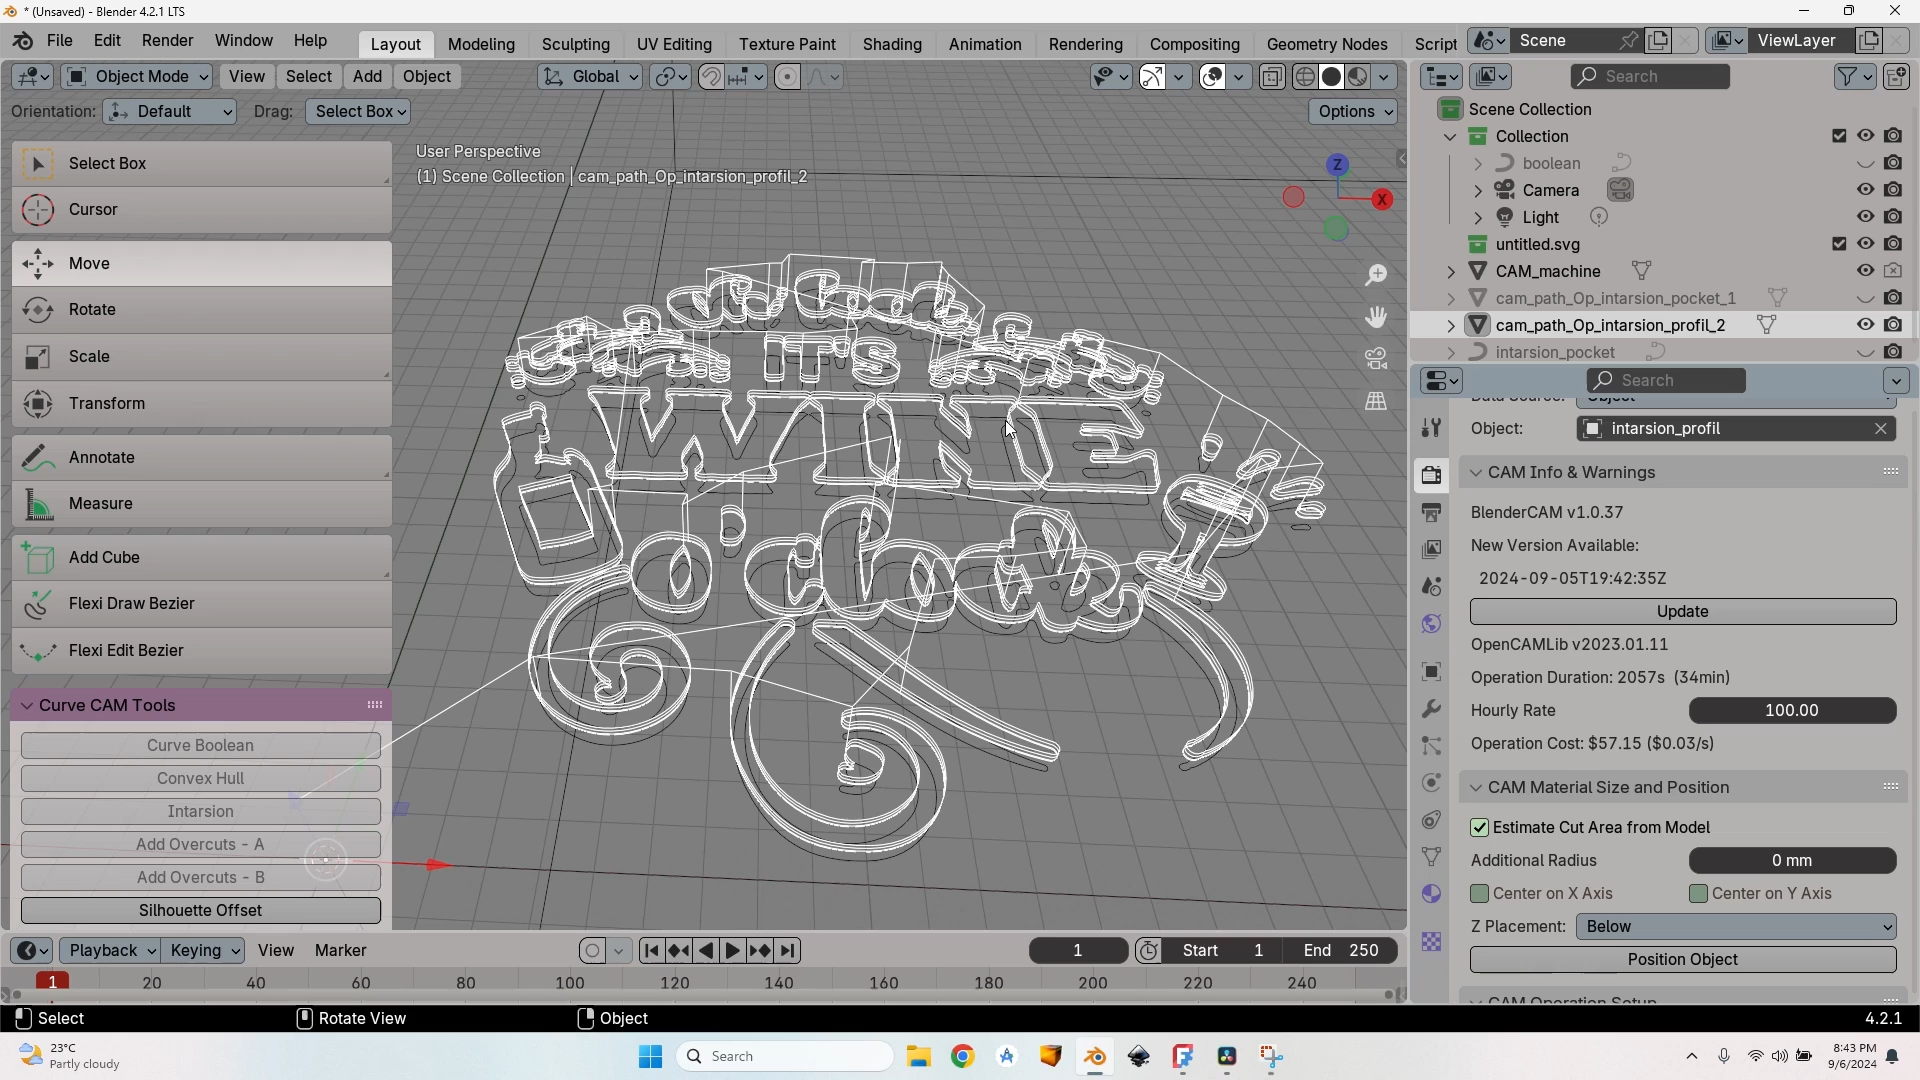 * (Unsaved) - Blender 4.2.1 LTS
File Edit Render Window Help
Layout Modeling Sculpting UV Editing Texture Paint Shading Animation Rendering Compositing Geometry Nodes Script
Scene
ViewLayer
Object Mode View Select Add Object
Global
Search
Orientation: Default Drag: Select Box
Options
Select Box
Cursor
Move
Rotate
Scale
Transform
Annotate
Measure
Add Cube
Flexi Draw Bezier
Flexi Edit Bezier
Curve CAM Tools
Curve Boolean
Convex Hull
Intarsion
Add Overcuts - A
Add Overcuts - B
Silhouette Offset
User Perspective
(1) Scene Collection | cam_path_Op_intarsion_profil_2
Z
X
IT'S
WINE
o'clock
Scene Collection
Collection
boolean
Camera
Light
untitled.svg
CAM_machine
cam_path_Op_intarsion_pocket_1
cam_path_Op_intarsion_profil_2
intarsion_pocket
Search
Data Source: Object
Object: intarsion_profil
CAM Info & Warnings
BlenderCAM v1.0.37
New Version Available:
2024-09-05T19:42:35Z
Update
OpenCAMLib v2023.01.11
Operation Duration: 2057s (34min)
Hourly Rate 100.00
Operation Cost: $57.15 ($0.03/s)
CAM Material Size and Position
Estimate Cut Area from Model
Additional Radius 0 mm
Center on X Axis Center on Y Axis
Z Placement: Below
Position Object
CAM Operation Setup
Playback Keying View Marker
1 Start 1 End 250
1 20 40 60 80 100 120 140 160 180 200 220 240
Select Rotate View Object 4.2.1
23°C
Partly cloudy
Search
8:43 PM
9/6/2024